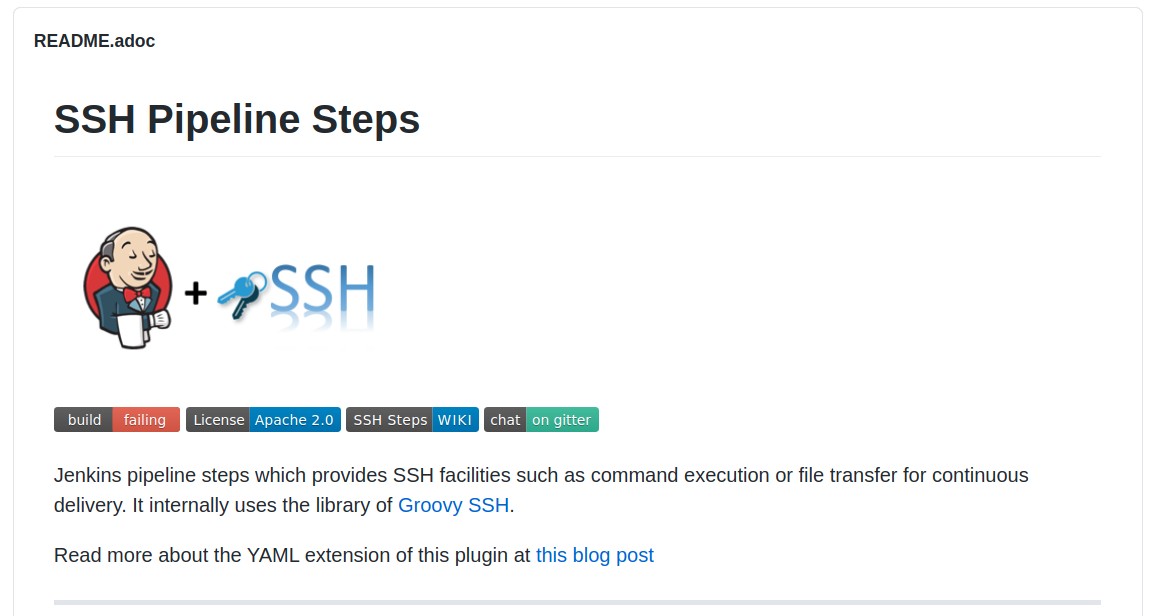 README.adoc
SSH Pipeline Steps
+ SSH
build failing License Apache 2.0 SSH Steps WIKI chat on gitter
Jenkins pipeline steps which provides SSH facilities such as command execution or file transfer for continuous
delivery. It internally uses the library of Groovy SSH.
Read more about the YAML extension of this plugin at this blog post